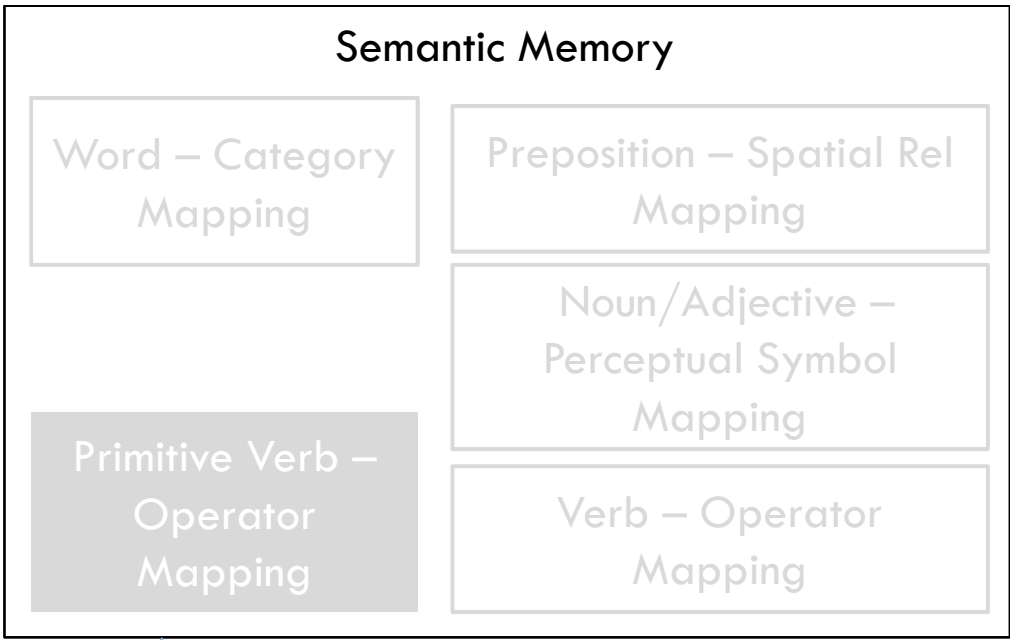 Semantic Memory
Word – Category
Mapping
Preposition – Spatial Rel
Mapping
Noun/Adjective –
Perceptual Symbol
Mapping
Primitive Verb –
Operator
Mapping
Verb – Operator
Mapping